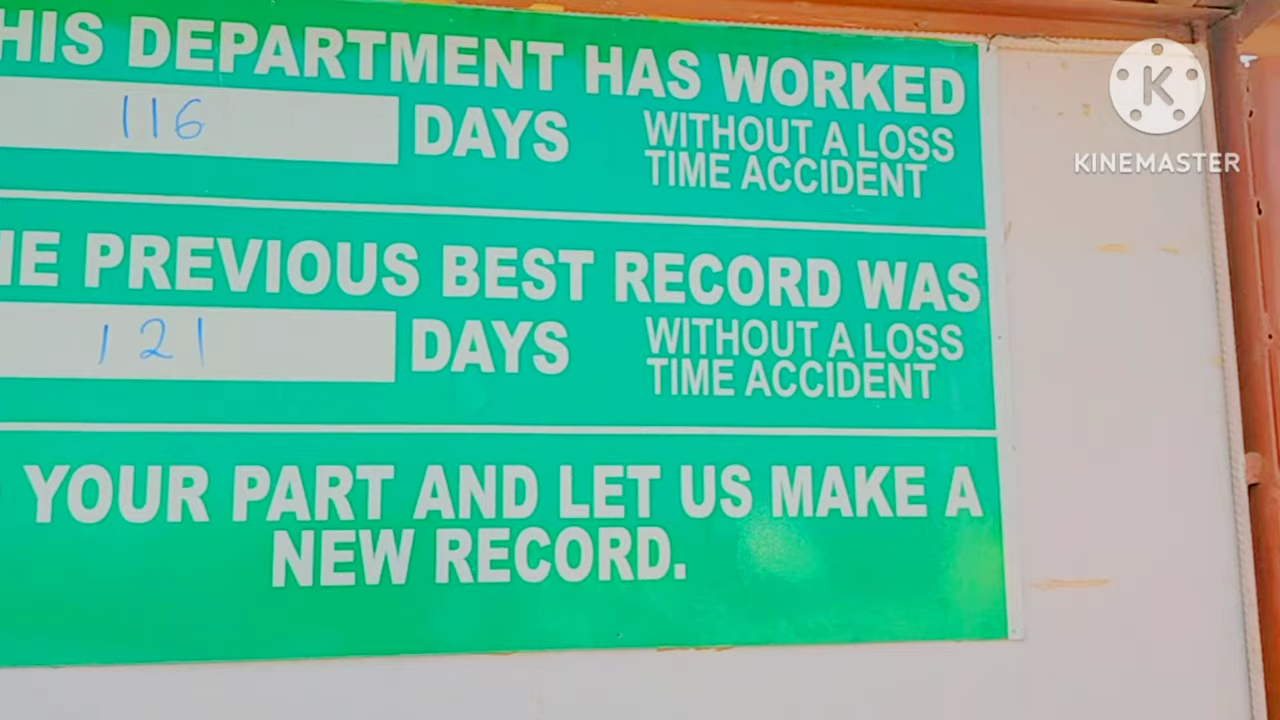 HIS DEPARTMENT HAS WORKED
116 DAYS WITHOUT A LOSS
TIME ACCIDENT
HE PREVIOUS BEST RECORD WAS
121 DAYS WITHOUT A LOSS
TIME ACCIDENT
YOUR PART AND LET US MAKE A
NEW RECORD.
K
KINEMASTER